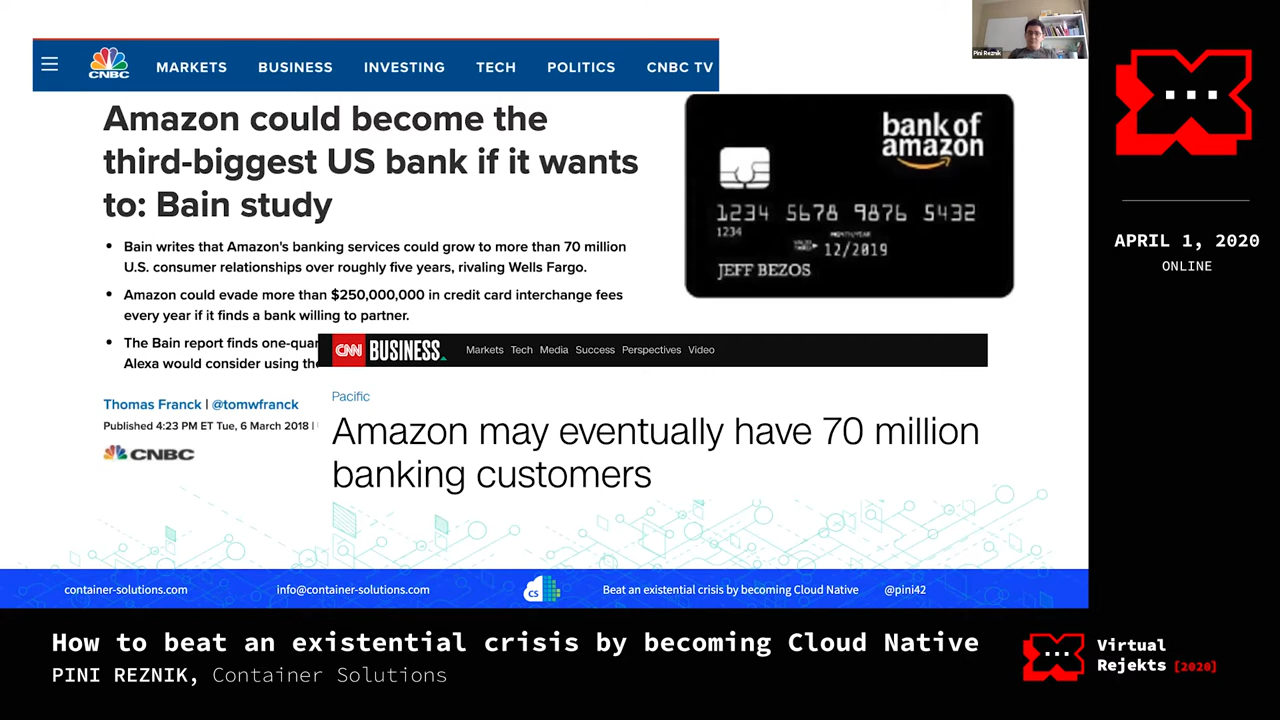 Pini Reznik
CNBC
MARKETS BUSINESS INVESTING TECH POLITICS CNBC TV
Amazon could become the
third-biggest US bank if it wants
to: Bain study
• Bain writes that Amazon's banking services could grow to more than 70 million
U.S. consumer relationships over roughly five years, rivaling Wells Fargo.
• Amazon could evade more than $250,000,000 in credit card interchange fees
every year if it finds a bank willing to partner.
• The Bain report finds one-quar
Alexa would consider using the
Thomas Franck | @tomwfranck
Published 4:23 PM ET Tue, 6 March 2018 |
CNBC
bank of
amazon
1234 5678 9876 5432
1234
MONTH/YEAR
12/2019
JEFF BEZOS
CNN BUSINESS
Markets Tech Media Success Perspectives Video
Pacific
Amazon may eventually have 70 million
banking customers
container-solutions.com info@container-solutions.com CS Beat an existential crisis by becoming Cloud Native @pini42
APRIL 1, 2020
ONLINE
How to beat an existential crisis by becoming Cloud Native
PINI REZNIK, Container Solutions
Virtual
Rejekts [2020]